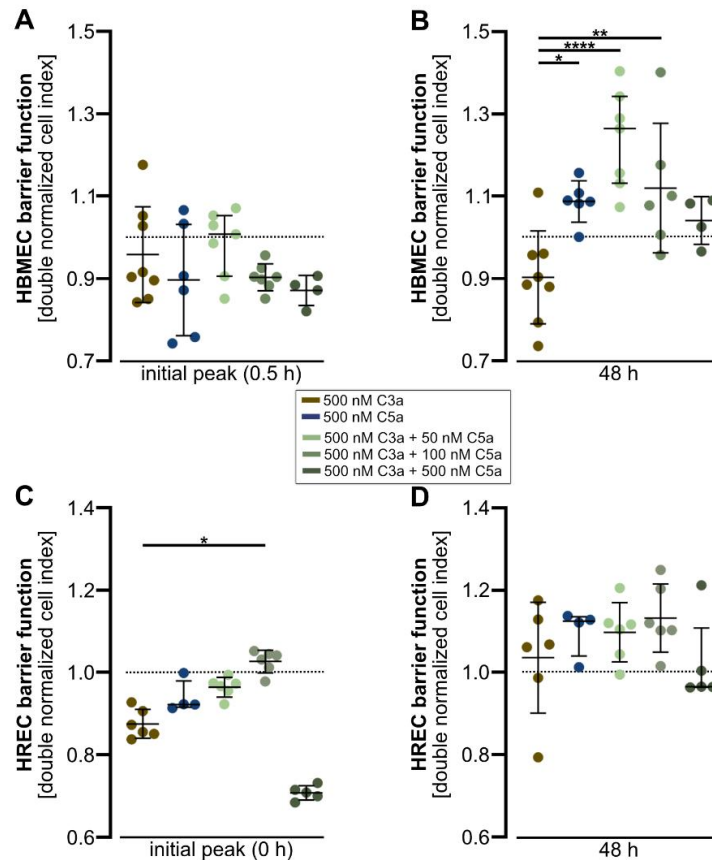 A
HBMEC barrier function
[double normalized cell index]
1.5
1.3
1.1
0.9
0.7
initial peak (0.5 h)
B
HBMEC barrier function
[double normalized cell index]
1.5
1.3
1.1
0.9
0.7
**
****
*
48 h
500 nM C3a
500 nM C5a
500 nM C3a + 50 nM C5a
500 nM C3a + 100 nM C5a
500 nM C3a + 500 nM C5a
C
HREC barrier function
[double normalized cell index]
1.4
1.2
1.0
0.8
0.6
*
initial peak (0 h)
D
HREC barrier function
[double normalized cell index]
1.4
1.2
1.0
0.8
0.6
48 h